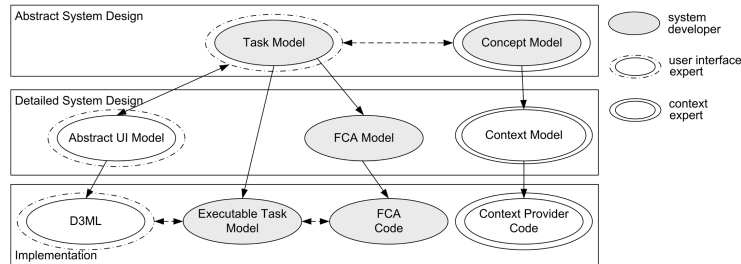 Abstract System Design
Task Model
Concept Model
system
developer
user interface
expert
context
expert
Detailed System Design
Abstract UI Model
FCA Model
Context Model
D3ML
Executable Task
Model
FCA
Code
Context Provider
Code
Implementation